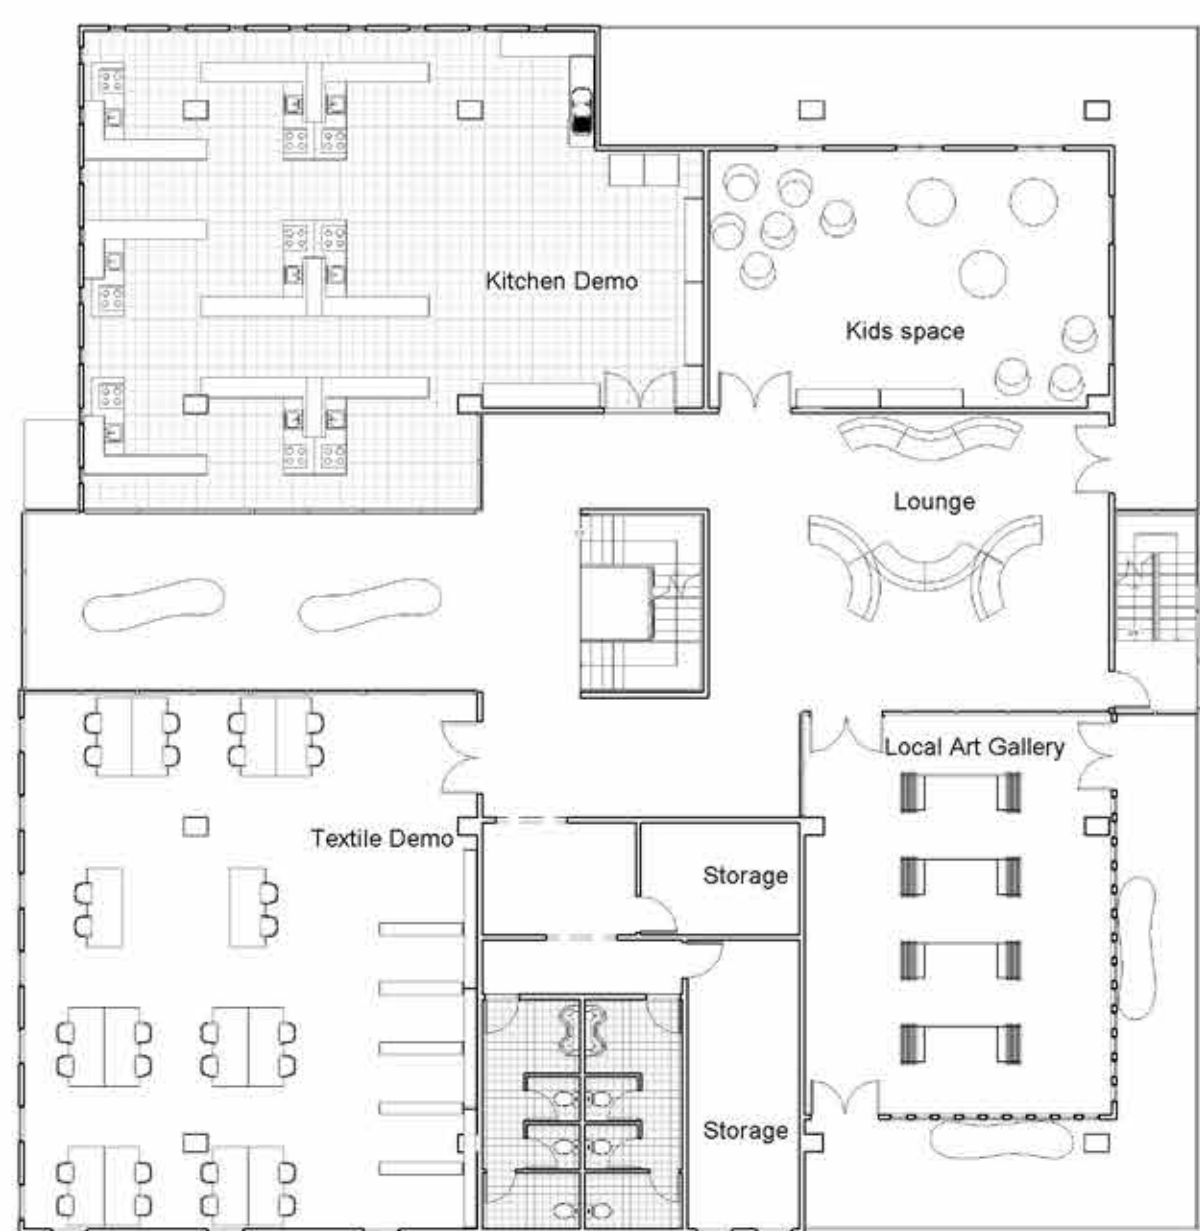 Kitchen Demo
Kids space
Lounge
Local Art Gallery
Textile Demo
Storage
Storage